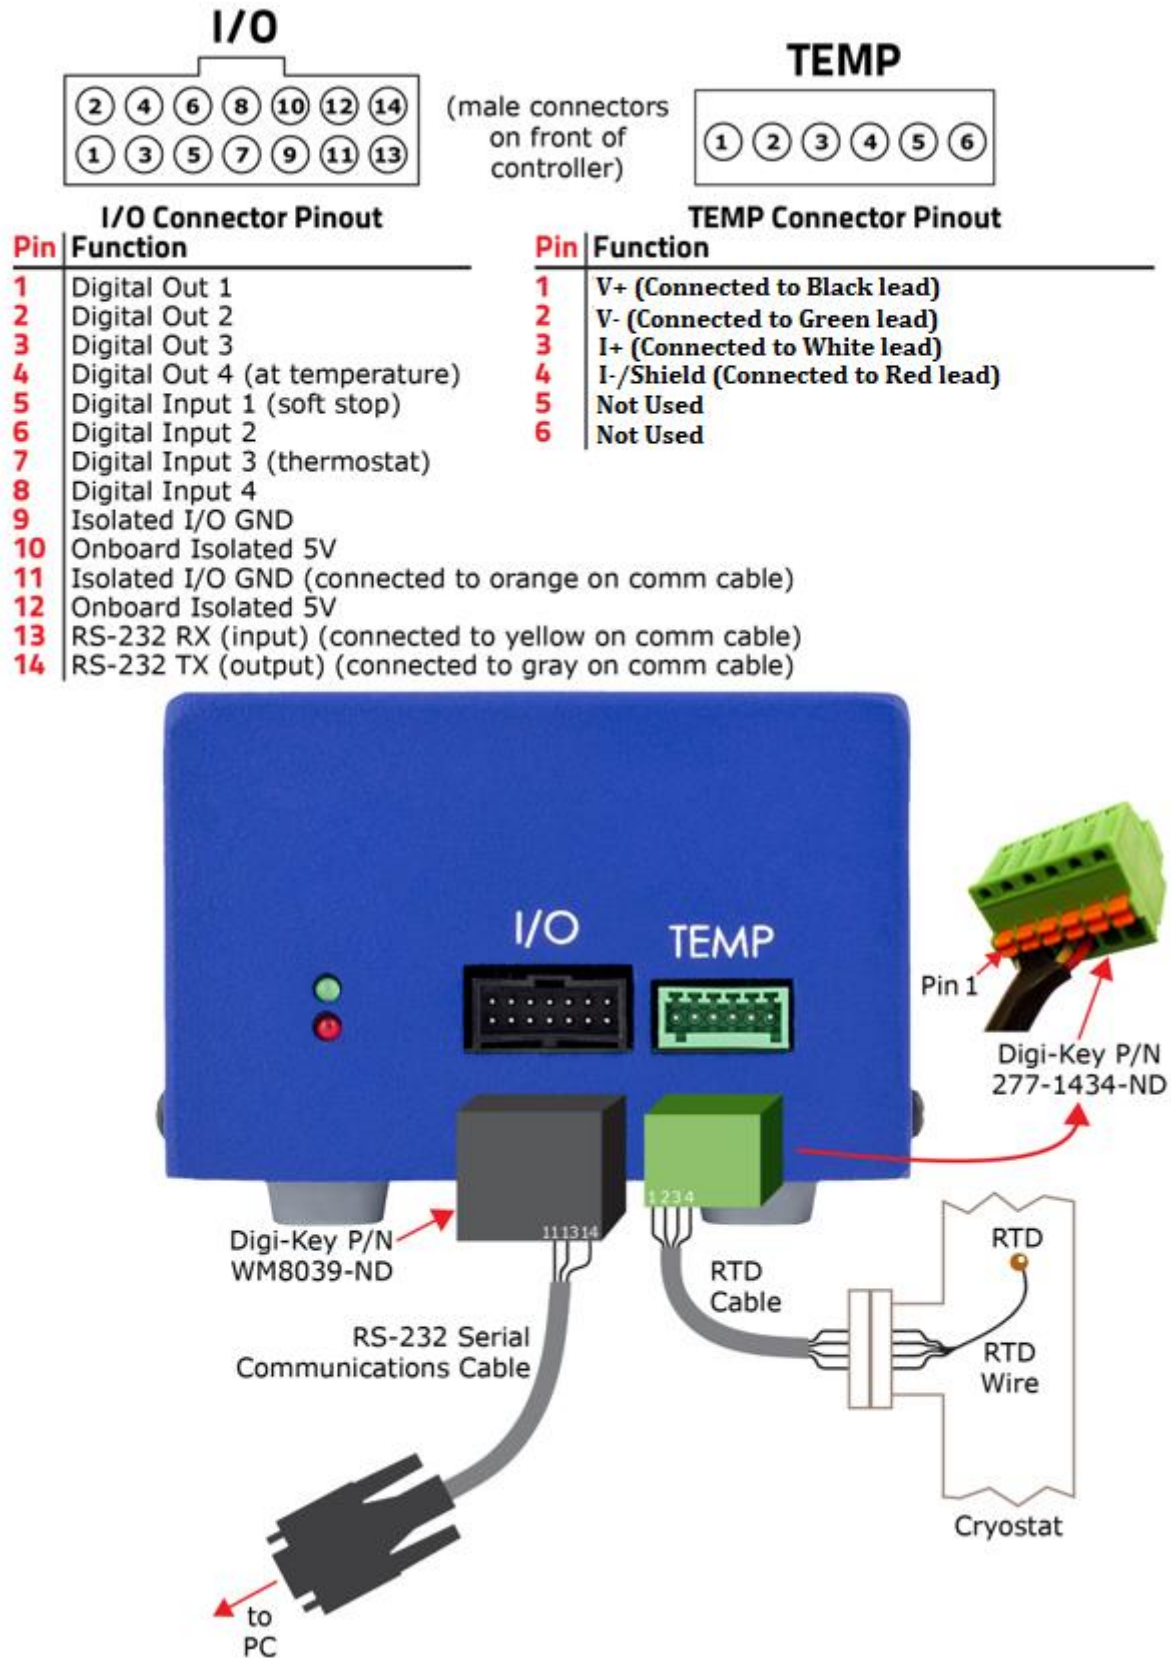 I/O
TEMP
2 4 6 8 10 12 14
1 3 5 7 9 11 13
(male connectors
on front of
controller)
1 2 3 4 5 6
I/O Connector Pinout
Pin Function
1 Digital Out 1
2 Digital Out 2
3 Digital Out 3
4 Digital Out 4 (at temperature)
5 Digital Input 1 (soft stop)
6 Digital Input 2
7 Digital Input 3 (thermostat)
8 Digital Input 4
9 Isolated I/O GND
10 Onboard Isolated 5V
11 Isolated I/O GND (connected to orange on comm cable)
12 Onboard Isolated 5V
13 RS-232 RX (input) (connected to yellow on comm cable)
14 RS-232 TX (output) (connected to gray on comm cable)
TEMP Connector Pinout
Pin Function
1 V+ (Connected to Black lead)
2 V- (Connected to Green lead)
3 I+ (Connected to White lead)
4 I-/Shield (Connected to Red lead)
5 Not Used
6 Not Used
I/O
TEMP
Pin 1
Digi-Key P/N
277-1434-ND
1 2 3 4
11 13 14
Digi-Key P/N
WM8039-ND
RTD
Cable
RTD
RTD
Wire
RS-232 Serial
Communications Cable
Cryostat
to
PC